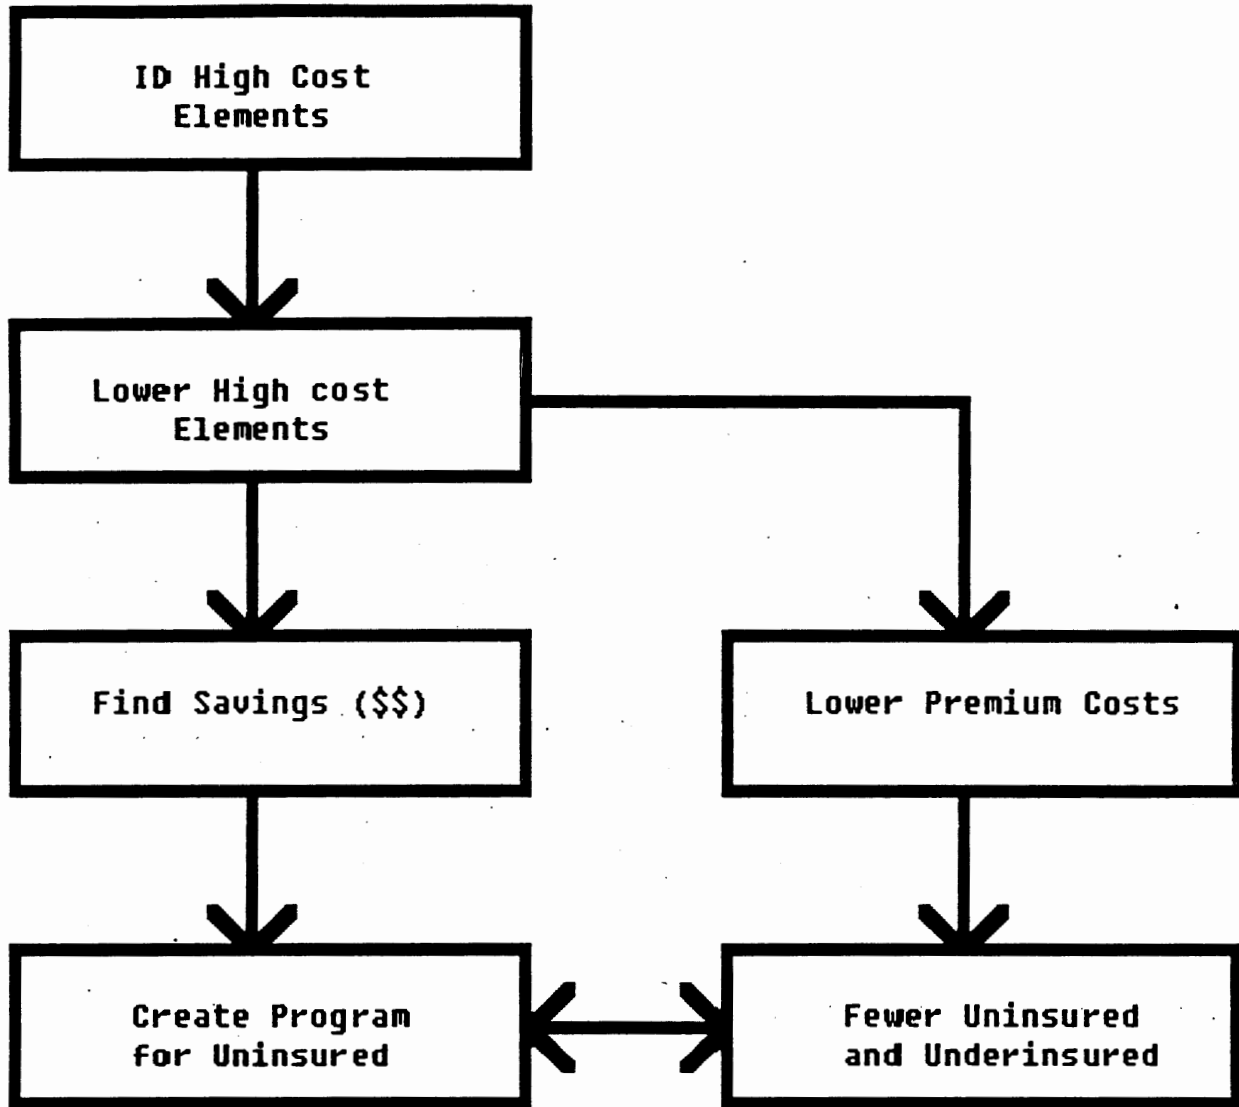 ID High Cost
Elements
Lower High cost
Elements
Find Savings ($$)
Lower Premium Costs
Create Program
for Uninsured
Fewer Uninsured
and Underinsured